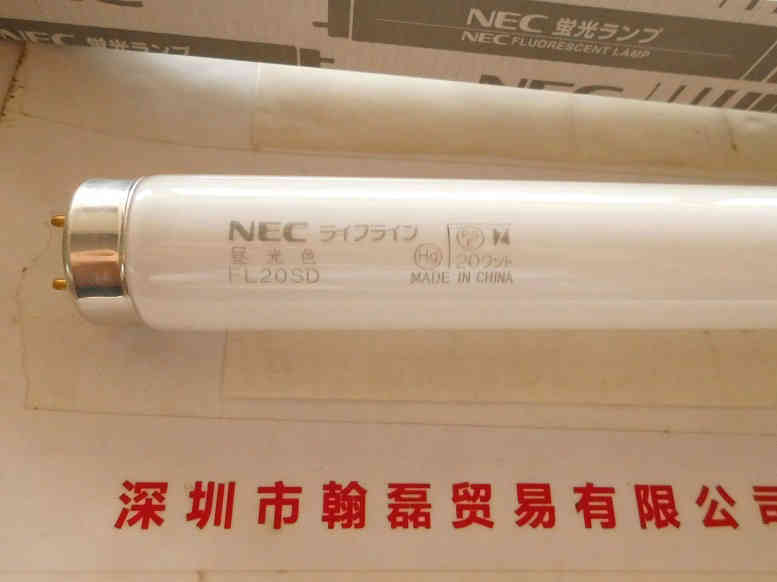 NEC 蛍光ランプ
NEC FLUORESCENT LAMP
NEC 蛍光ランプ
NEC
NEC ライフライン
昼光色
FL20SD
Hg
20ワット
MADE IN CHINA
深圳市翰磊贸易有限公司